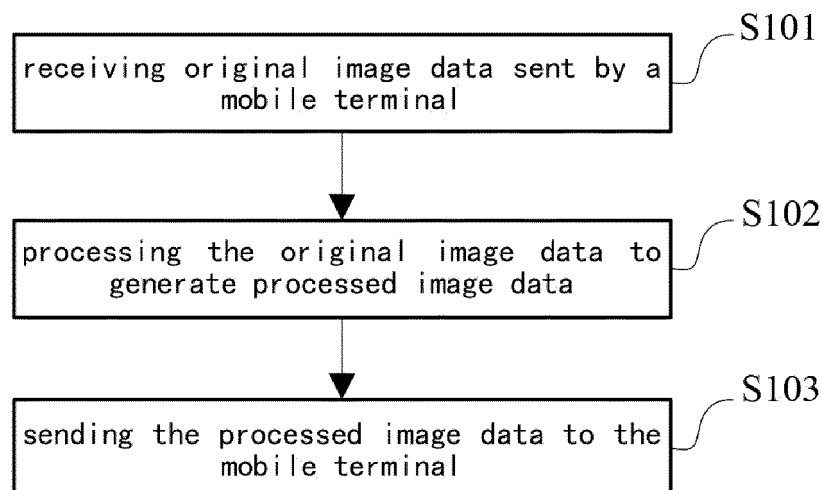 S101
receiving original image data sent by a
mobile terminal
S102
processing the original image data to
generate processed image data
S103
sending the processed image data to the
mobile terminal